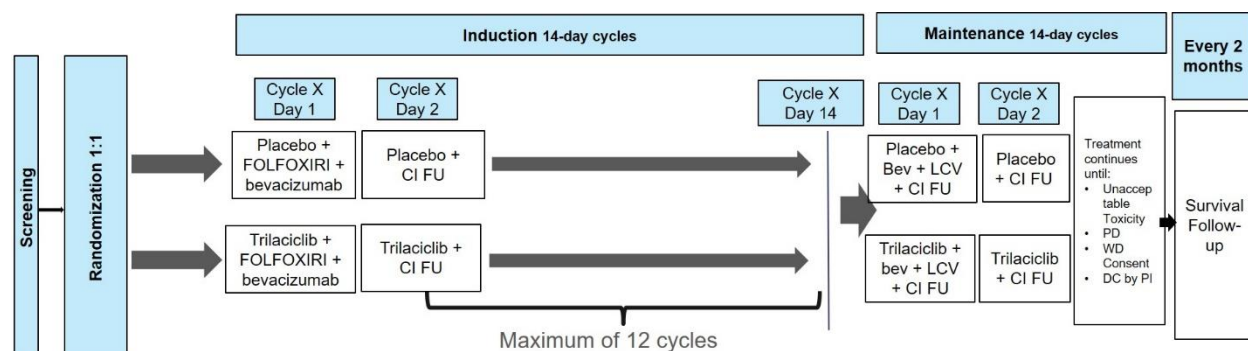 Screening
Randomization 1:1
Induction 14-day cycles
Cycle X
Day 1
Cycle X
Day 2
Cycle X
Day 14
Placebo +
FOLFOXIRI +
bevacizumab
Placebo +
CI FU
Trilaciclib +
FOLFOXIRI +
bevacizumab
Trilaciclib +
CI FU
Maximum of 12 cycles
Maintenance 14-day cycles
Cycle X
Day 1
Cycle X
Day 2
Placebo +
Bev + LCV
+ CI FU
Placebo
+ CI FU
Trilaciclib +
bev + LCV
+ CI FU
Trilaciclib
+ CI FU
Treatment
continues
until:
• Unaccep
table
Toxicity
• PD
• WD
Consent
• DC by PI
Every 2
months
Survival
Follow-
up